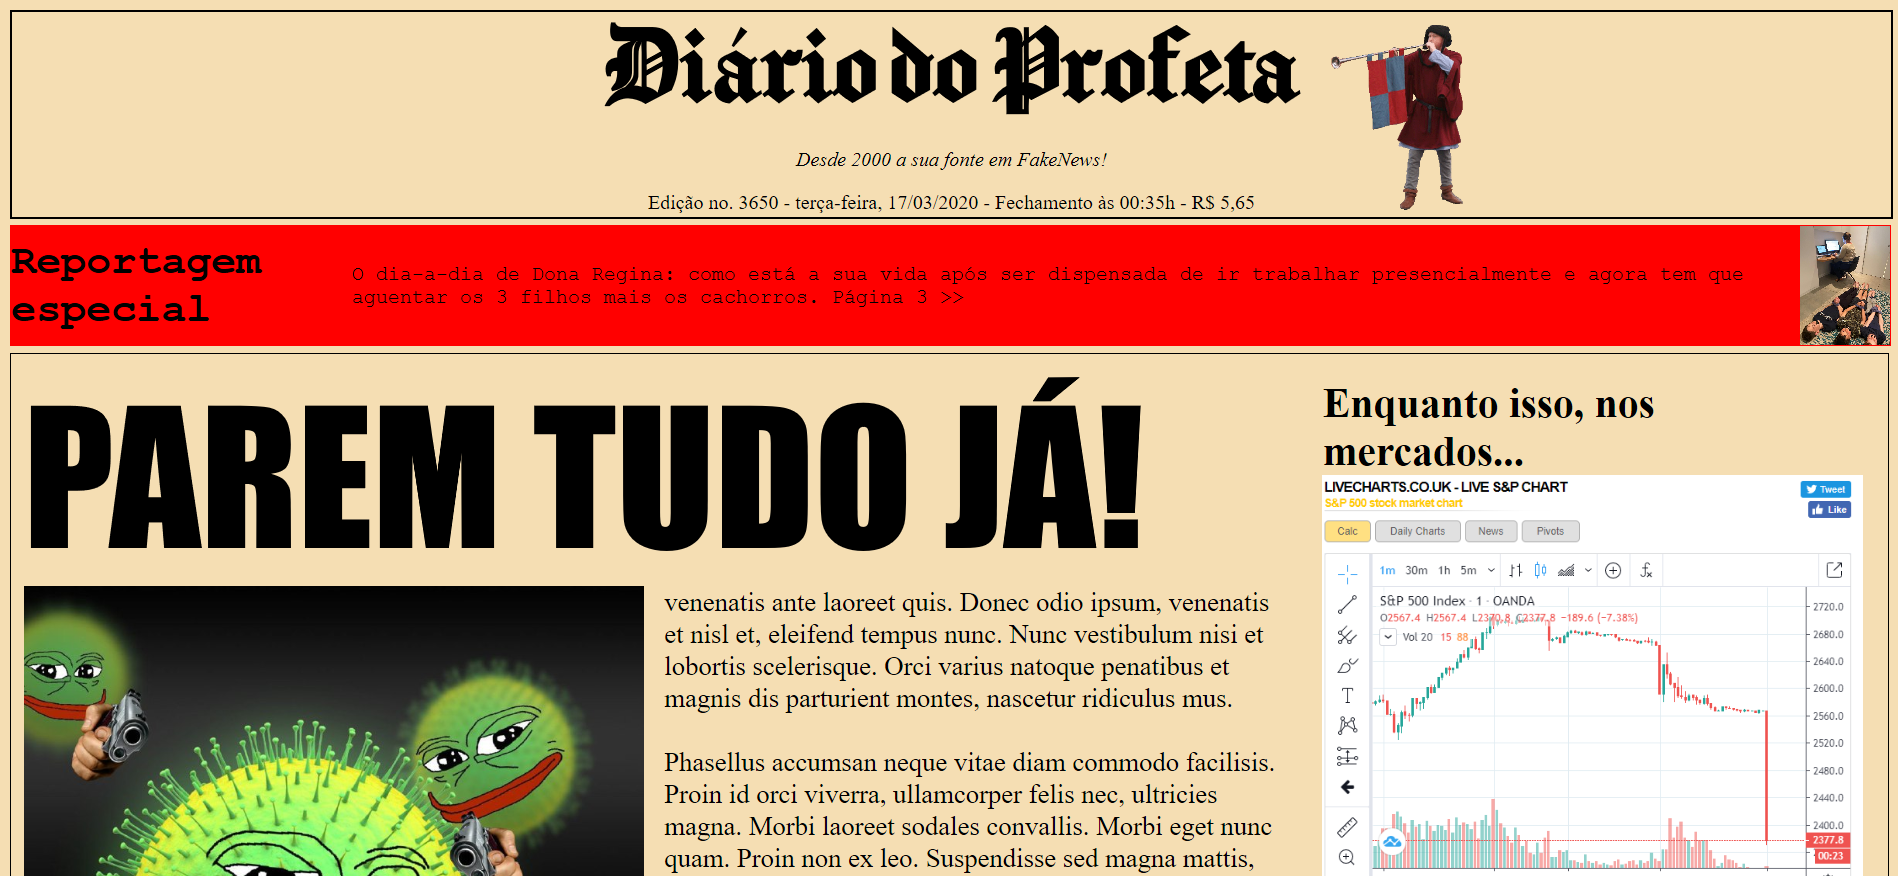 Diário do Profeta
Desde 2000 a sua fonte em FakeNews!
Edição no. 3650 - terça-feira, 17/03/2020 - Fechamento às 00:35h - R$ 5,65
Reportagem
especial
O dia-a-dia de Dona Regina: como está a sua vida após ser dispensada de ir trabalhar presencialmente e agora tem que
aguentar os 3 filhos mais os cachorros. Página 3 >>
PAREM TUDO JÁ!
venenatis ante laoreet quis. Donec odio ipsum, venenatis
et nisl et, eleifend tempus nunc. Nunc vestibulum nisi et
lobortis scelerisque. Orci varius natoque penatibus et
magnis dis parturient montes, nascetur ridiculus mus.
Phasellus accumsan neque vitae diam commodo facilisis.
Proin id orci viverra, ullamcorper felis nec, ultricies
magna. Morbi laoreet sodales convallis. Morbi eget nunc
quam. Proin non ex leo. Suspendisse sed magna mattis,
Enquanto isso, nos
mercados...
LIVECHARTS.CO.UK - LIVE S&P CHART
S&P 500 stock market chart
Tweet
Like
Calc Daily Charts News Pivots
1m 30m 1h 5m
S&P 500 Index · 1 · OANDA
O2567.4 H2567.4 L2370.8 C2377.8 −189.6 (−7.38%)
Vol 20 15 88
2720.0
2680.0
2640.0
2600.0
2560.0
2520.0
2480.0
2440.0
2400.0
2377.8
00:23